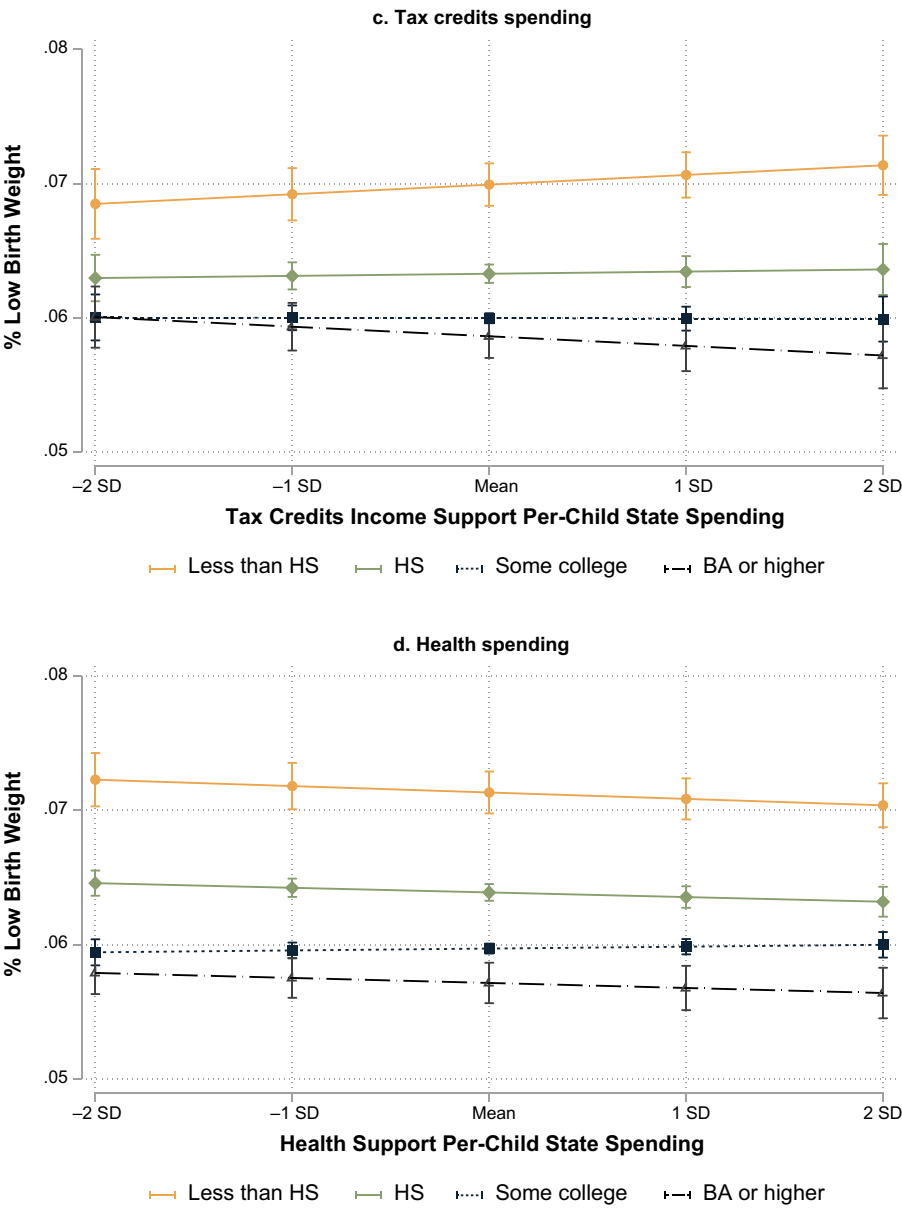 c. Tax credits spending
.08
.07
.06
.05
% Low Birth Weight
–2 SD –1 SD Mean 1 SD 2 SD
Tax Credits Income Support Per-Child State Spending
Less than HS HS Some college BA or higher
d. Health spending
.08
.07
.06
.05
% Low Birth Weight
–2 SD –1 SD Mean 1 SD 2 SD
Health Support Per-Child State Spending
Less than HS HS Some college BA or higher